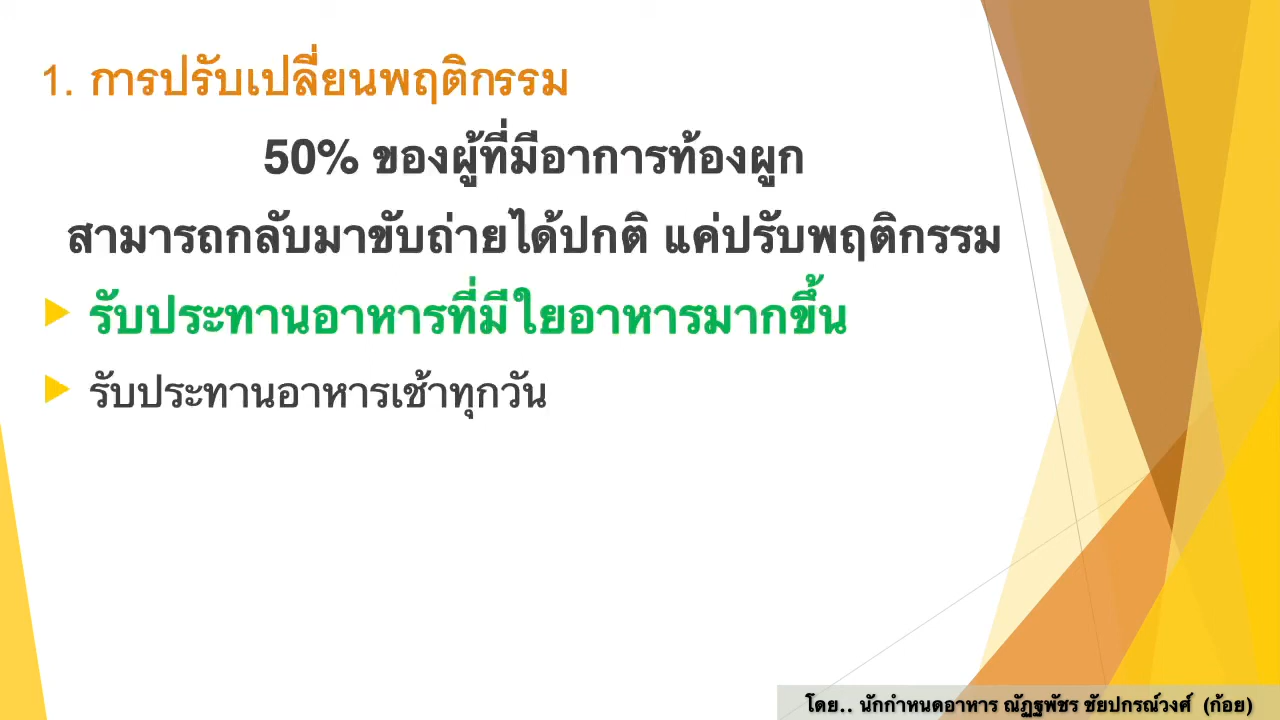 1. การปรับเปลี่ยนพฤติกรรม
50% ของผู้ที่มีอาการท้องผูก
สามารถกลับมาขับถ่ายได้ปกติ แค่ปรับพฤติกรรม
รับประทานอาหารที่มีใยอาหารมากขึ้น
รับประทานอาหารเช้าทุกวัน
โดย.. นักกำหนดอาหาร ณัฏฐพัชร ชัยปกรณ์วงศ์ (ก้อย)